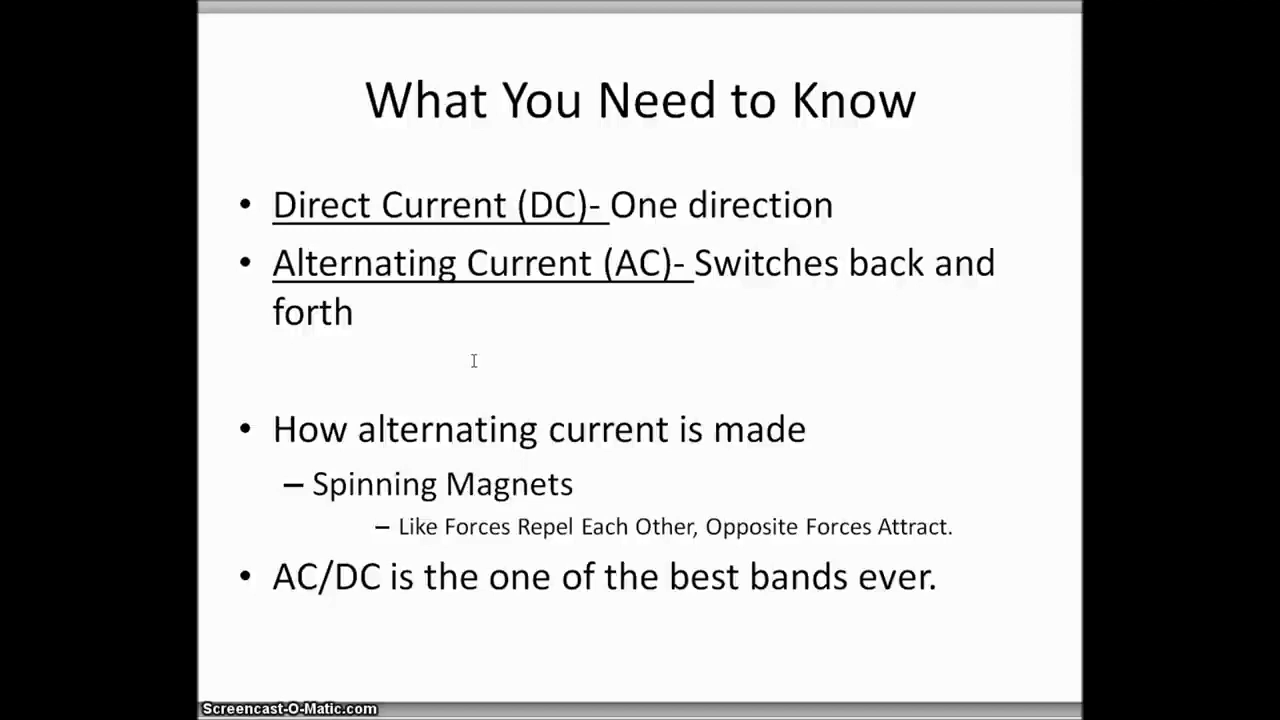 What You Need to Know
• Direct Current (DC)- One direction
• Alternating Current (AC)- Switches back and
forth
• How alternating current is made
– Spinning Magnets
– Like Forces Repel Each Other, Opposite Forces Attract.
• AC/DC is the one of the best bands ever.
Screencast-O-Matic.com